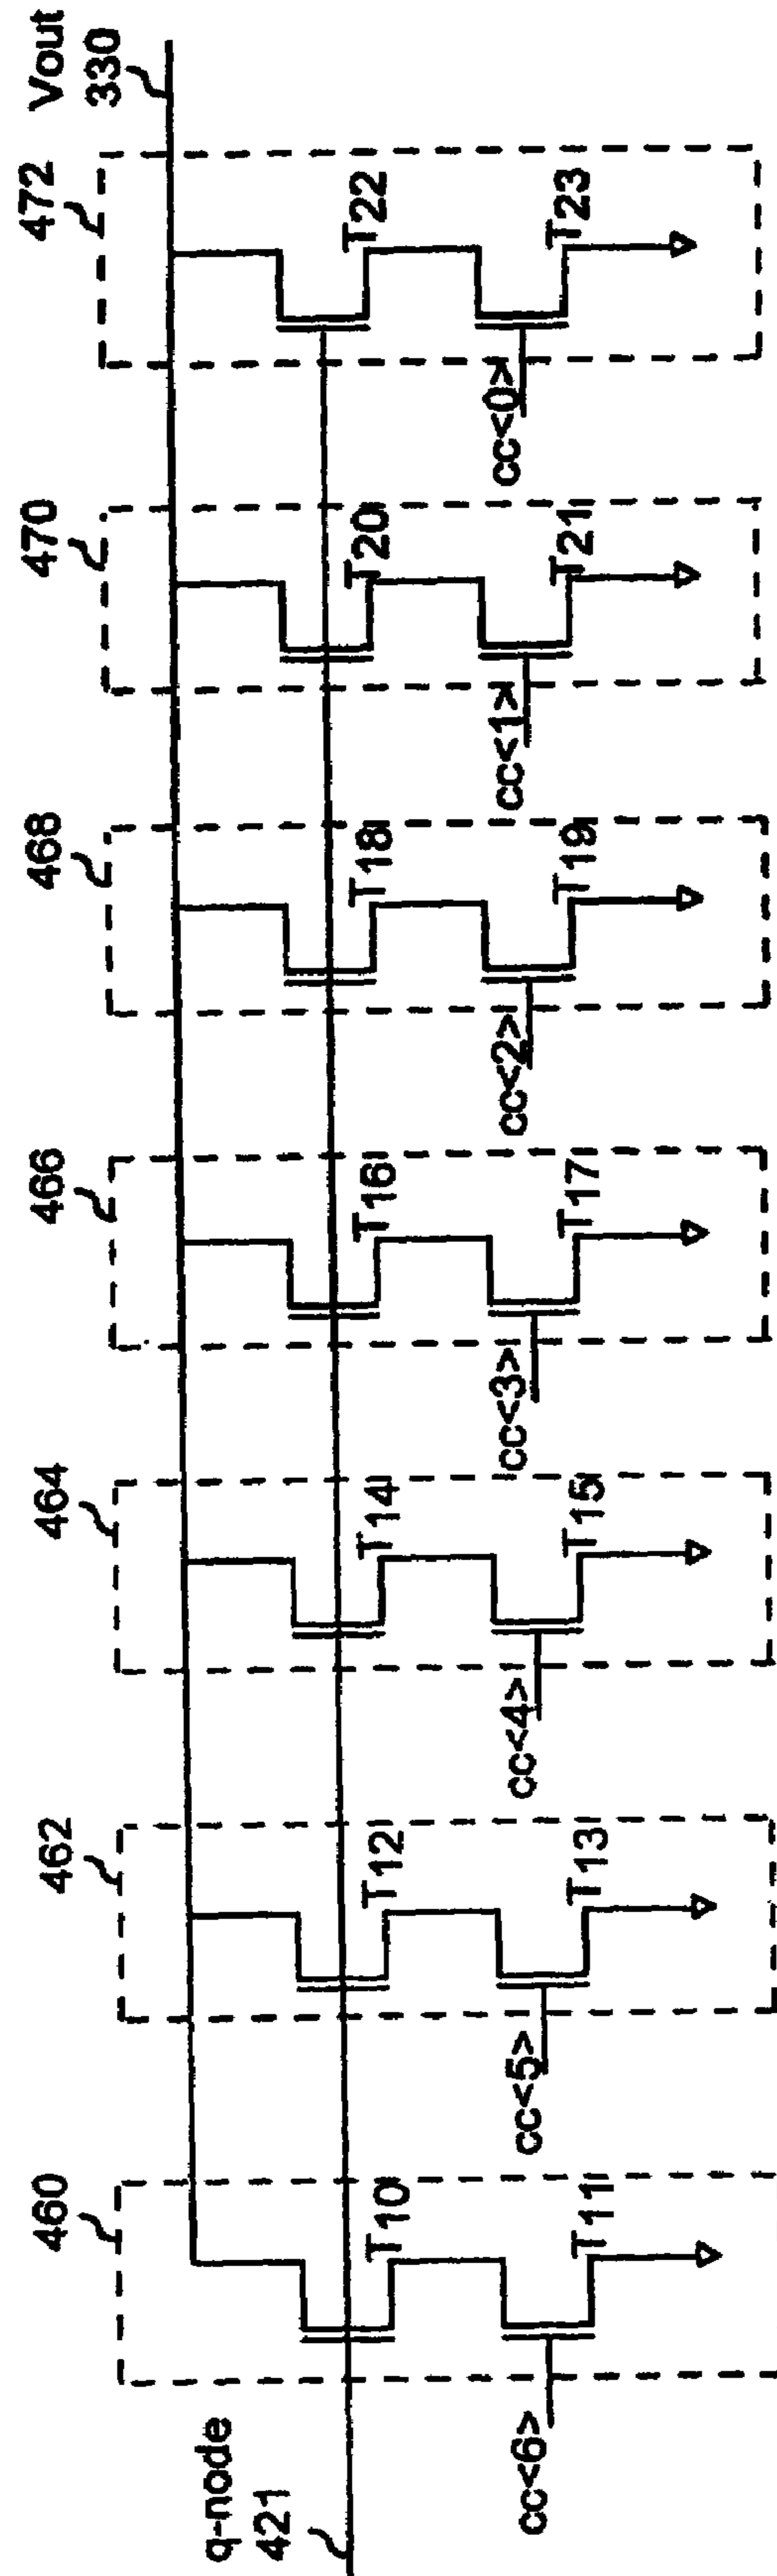 q-node
421
Vout
330
460
T10
T11
cc<6>
462
T12
T13
cc<5>
464
T14
T15
cc<4>
466
T16
T17
cc<3>
468
T18
T19
cc<2>
470
T20
T21
cc<1>
472
T22
T23
cc<0>